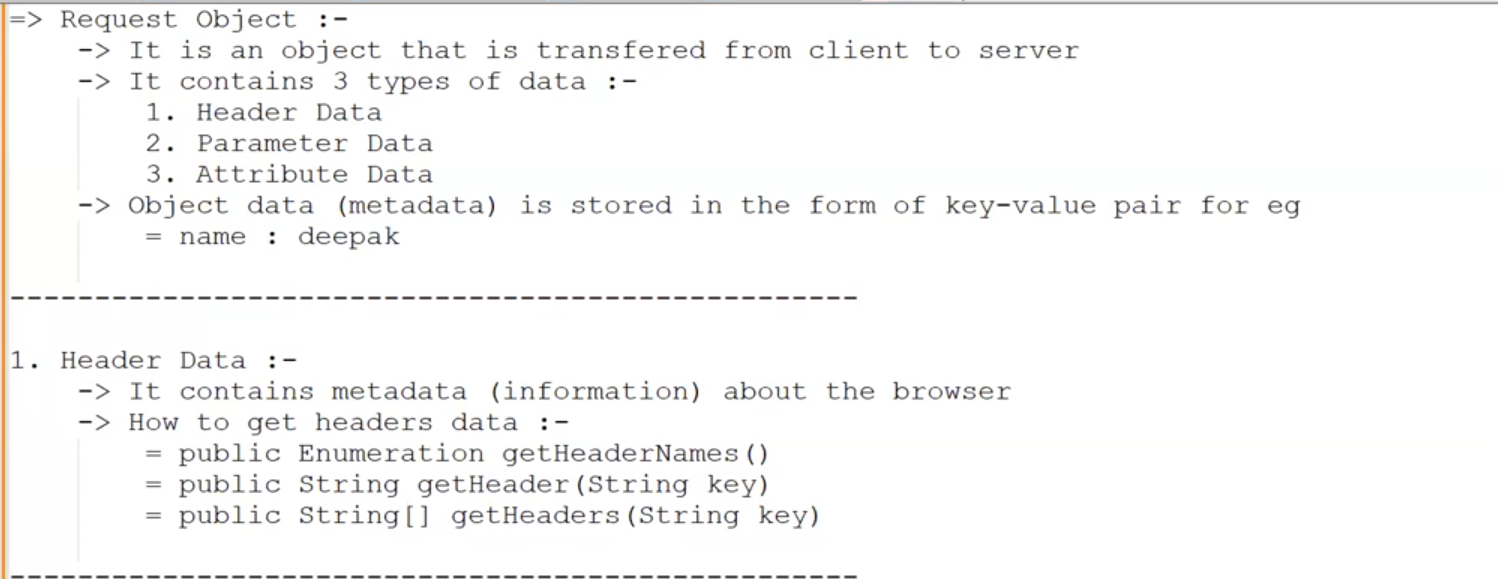 => Request Object :-
-> It is an object that is transfered from client to server
-> It contains 3 types of data :-
1. Header Data
2. Parameter Data
3. Attribute Data
-> Object data (metadata) is stored in the form of key-value pair for eg
= name : deepak
--------------------------------------------------
1. Header Data :-
-> It contains metadata (information) about the browser
-> How to get headers data :-
= public Enumeration getHeaderNames()
= public String getHeader(String key)
= public String[] getHeaders(String key)
--------------------------------------------------